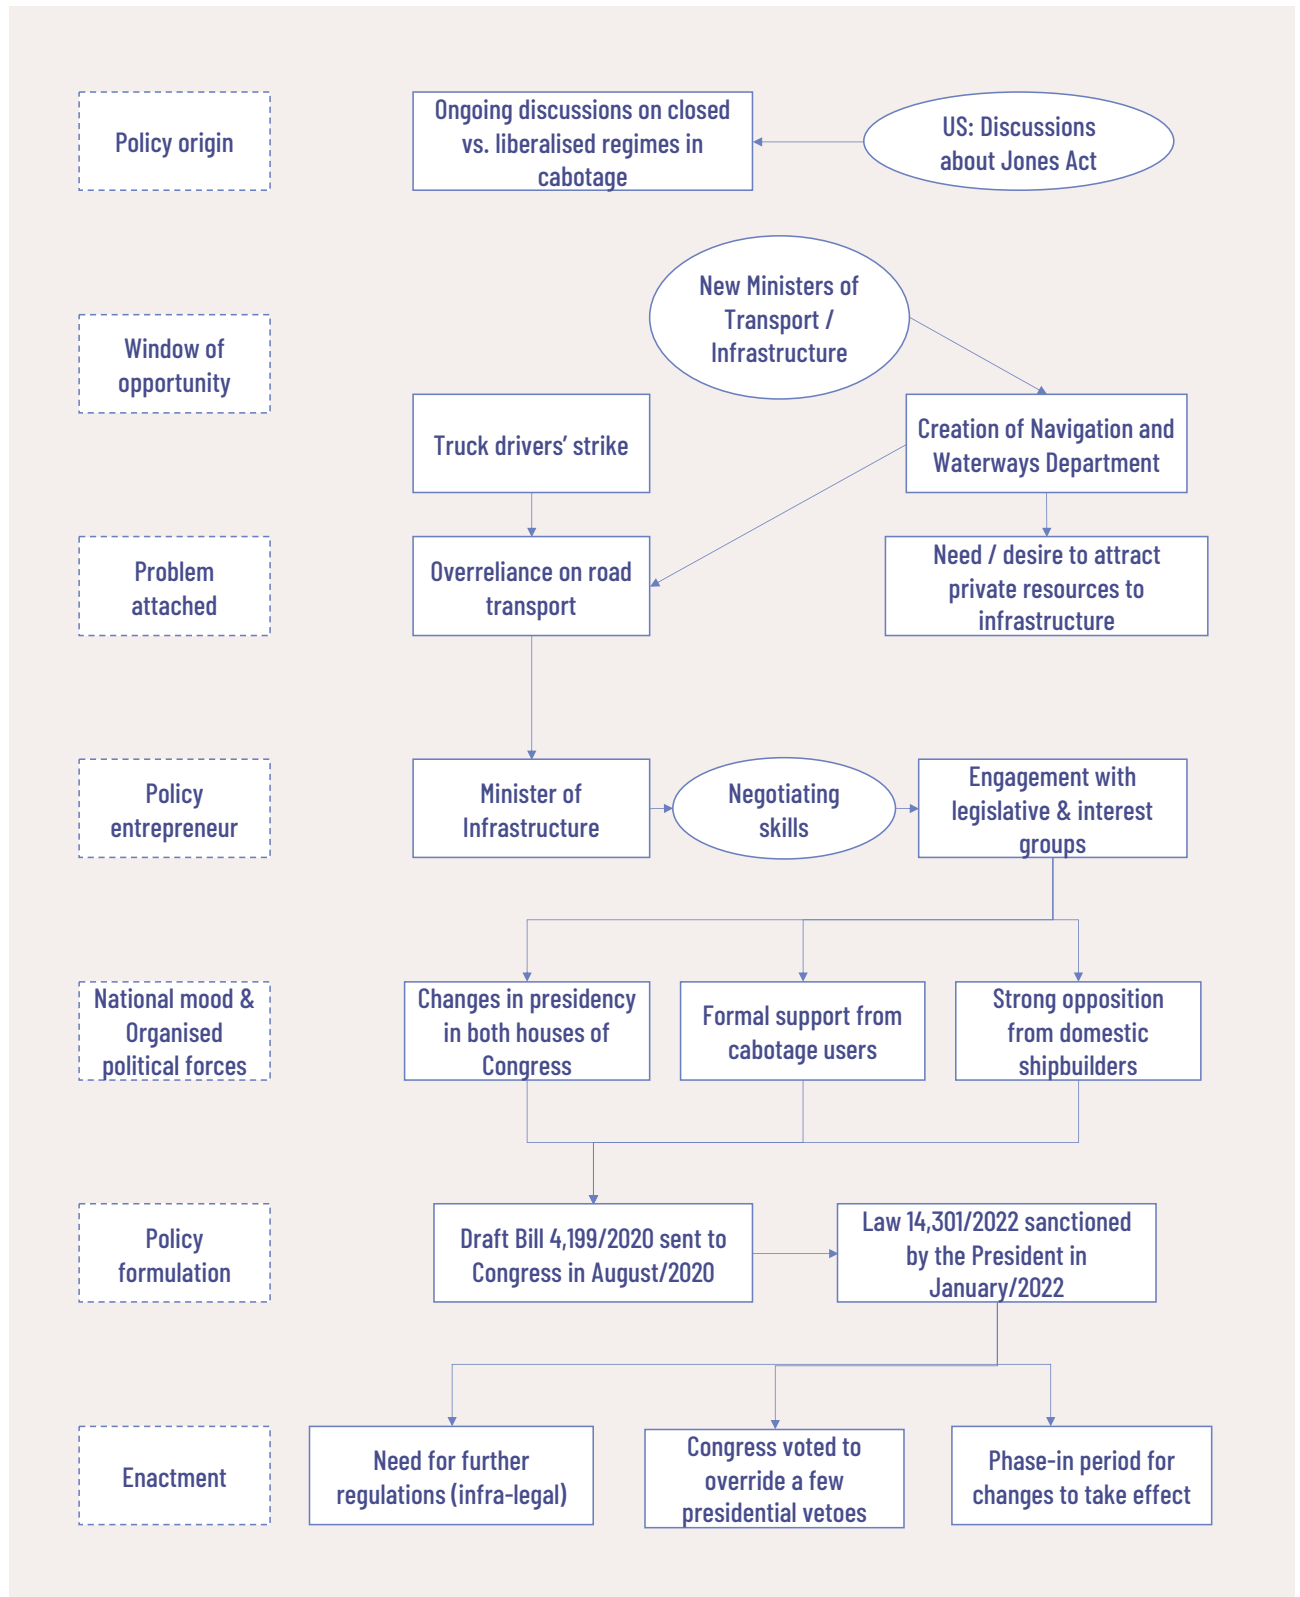 Policy origin
Ongoing discussions on closed
vs. liberalised regimes in
cabotage
US: Discussions
about Jones Act
Window of
opportunity
New Ministers of
Transport /
Infrastructure
Truck drivers’ strike
Creation of Navigation and
Waterways Department
Problem
attached
Overreliance on road
transport
Need / desire to attract
private resources to
infrastructure
Policy
entrepreneur
Minister of
Infrastructure
Negotiating
skills
Engagement with
legislative & interest
groups
National mood &
Organised
political forces
Changes in presidency
in both houses of
Congress
Formal support from
cabotage users
Strong opposition
from domestic
shipbuilders
Policy
formulation
Draft Bill 4,199/2020 sent to
Congress in August/2020
Law 14,301/2022 sanctioned
by the President in
January/2022
Enactment
Need for further
regulations (infra-legal)
Congress voted to
override a few
presidential vetoes
Phase-in period for
changes to take effect